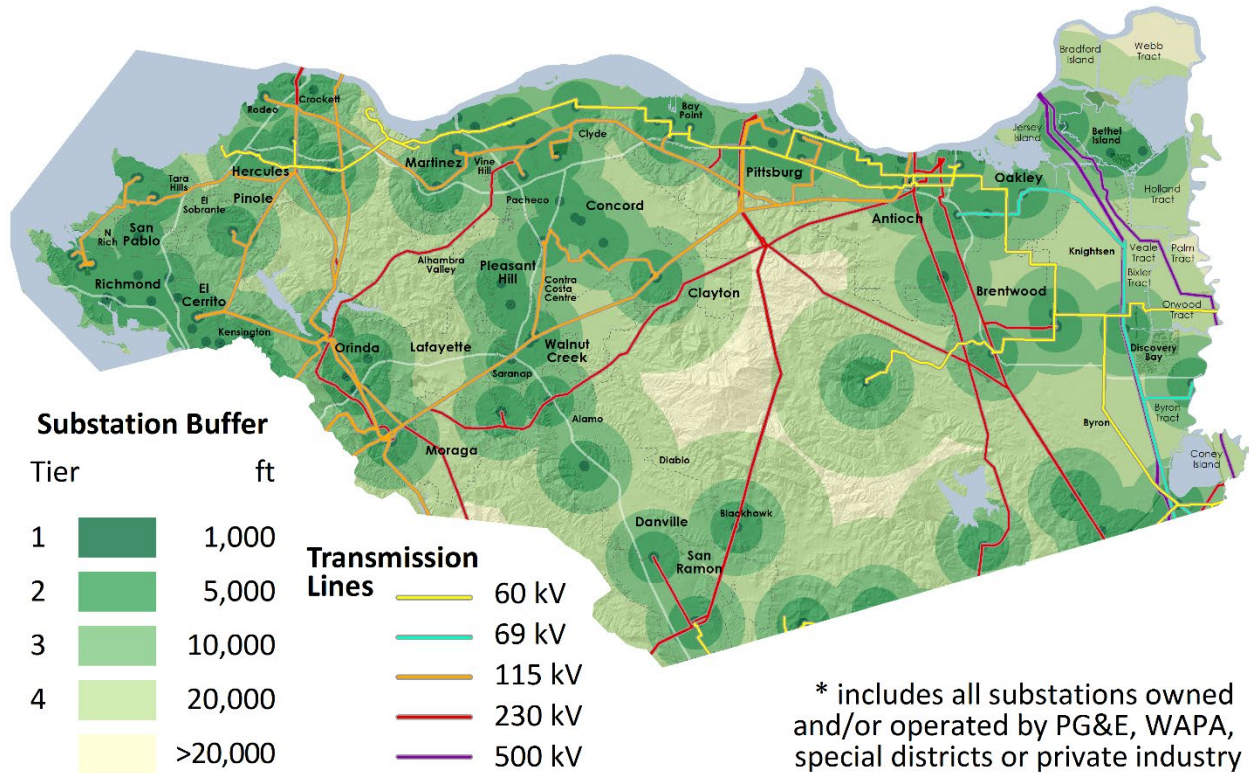 Bradford
Island
Webb
Tract
Rodeo
Crockett
Bay
Point
Jersey
Island
Bethel
Island
Clyde
Martinez
Vine
Hill
Pittsburg
Oakley
Hercules
Tara
Hills
El
Sobrante
Pinole
Pacheco
Concord
Antioch
Holland
Tract
N
Rich
San
Pablo
Richmond
Alhambra
Valley
Pleasant
Hill
Contra
Costa
Centre
Knightsen
Veale
Tract
Palm
Tract
Bixler
Tract
El
Cerrito
Clayton
Brentwood
Orwood
Tract
Kensington
Orinda
Lafayette
Walnut
Creek
Discovery
Bay
Saranap
Alamo
Byron
Tract
Byron
Moraga
Diablo
Coney
Island
Blackhawk
Danville
San
Ramon
Substation Buffer
Tier ft
1 1,000
2 5,000
3 10,000
4 20,000
>20,000
Transmission
Lines
60 kV
69 kV
115 kV
230 kV
500 kV
* includes all substations owned
and/or operated by PG&E, WAPA,
special districts or private industry